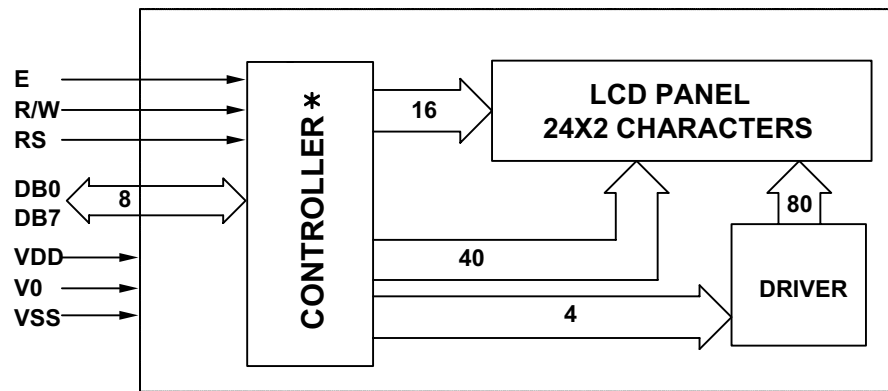 E
R/W
RS
DB0
DB7
8
VDD
V0
VSS
CONTROLLER*
16
LCD PANEL
24X2 CHARACTERS
40
80
4
DRIVER